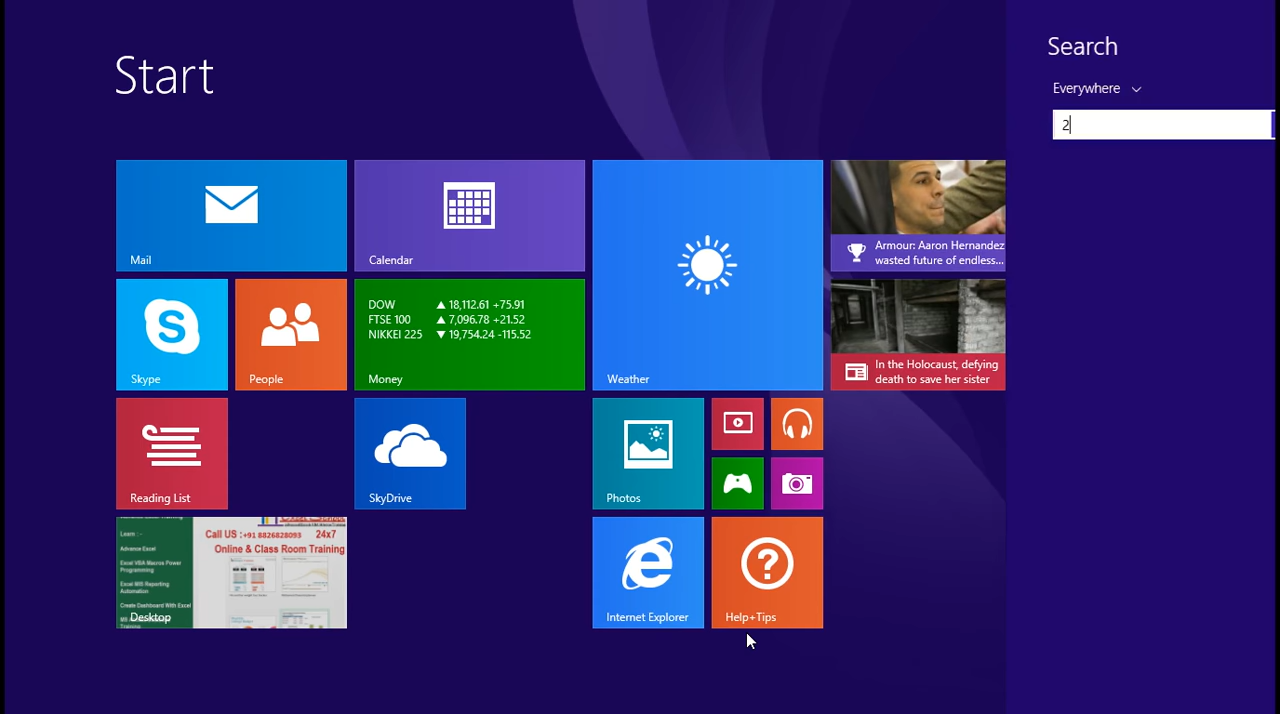 Start
Search
Everywhere
2
Mail
Calendar
Armour: Aaron Hernandez
wasted future of endless...
DOW ▲ 18,112.61 +75.91
FTSE 100 ▲ 7,096.78 +21.52
NIKKEI 225 ▼ 19,754.24 -115.52
Skype
People
Money
Weather
In the Holocaust, defying
death to save her sister
Reading List
SkyDrive
Photos
Learn :-
Advance Excel
Excel VBA Macros Power
Programming
Excel MIS Reporting
Automation
Create Dashboard With Excel
Training
Call US :+91 8826828093 24x7
Online & Class Room Training
Desktop
Internet Explorer
Help+Tips